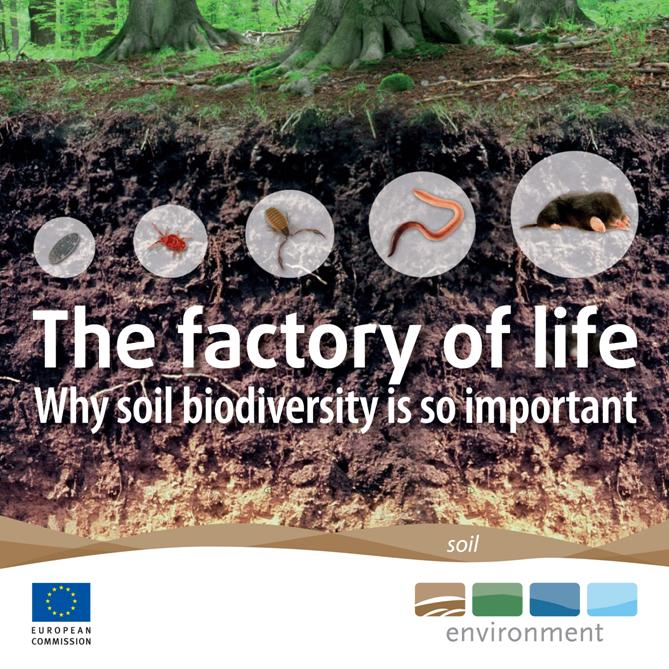 The factory of life
Why soil biodiversity is so important
soil
EUROPEAN
COMMISSION
environment